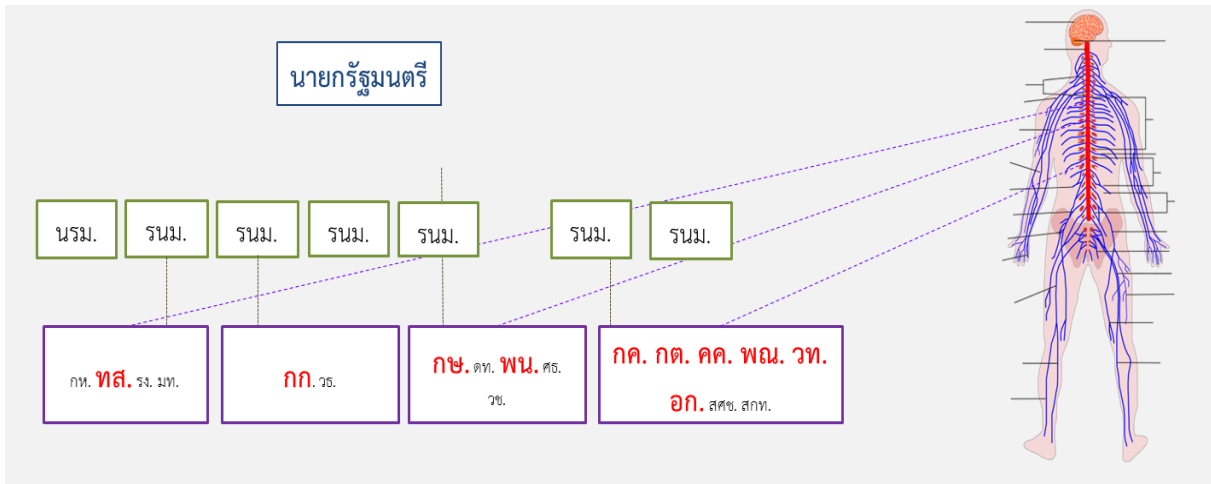 นายกรัฐมนตรี
นรม.
รนม.
รนม.
รนม.
รนม.
รนม.
รนม.
กห. ทส. รง. มท.
กก. วธ.
กษ. ดท. พน. ศธ.
วช.
กค. กต. คค. พณ. วท.
อก. สศช. สกท.